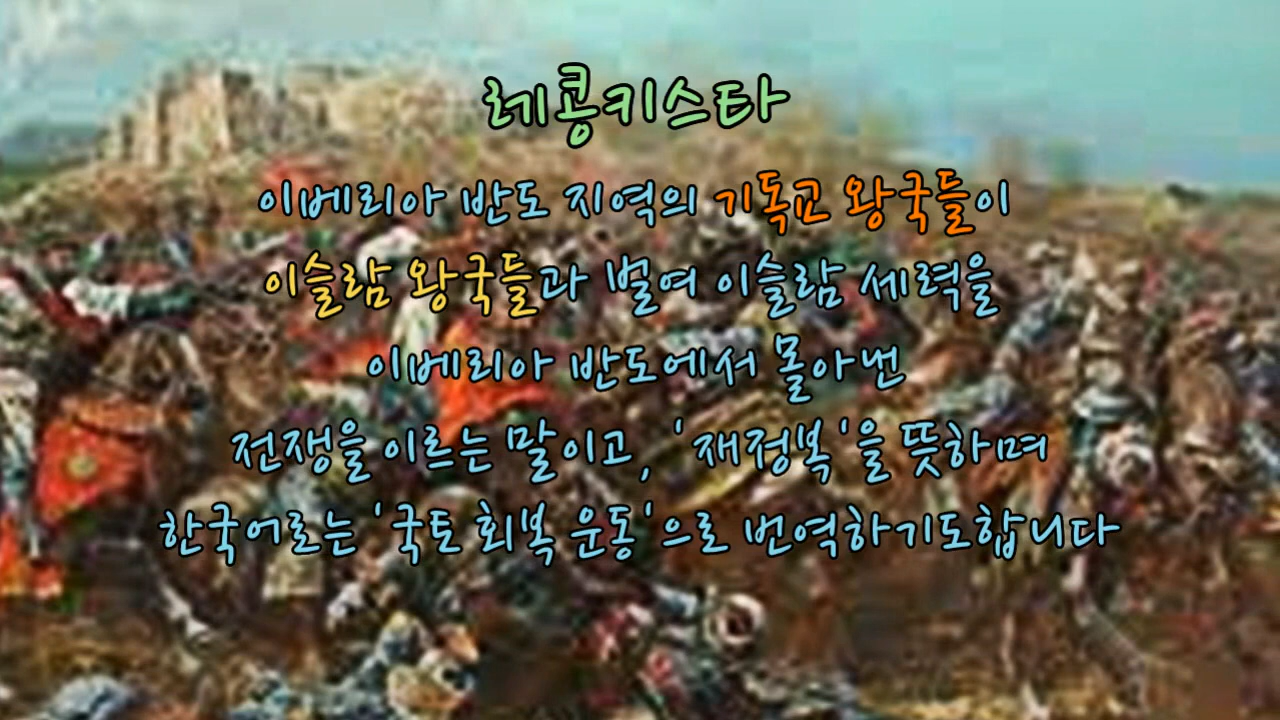 레콩키스타
이베리아 반도 지역의 기독교 왕국들이
이슬람 왕국들과 벌여 이슬람 세력을
이베리아 반도에서 몰아낸
전쟁을 이르는 말이고, '재정복'을 뜻하며
한국어로는 '국토 회복 운동'으로 번역하기도합니다